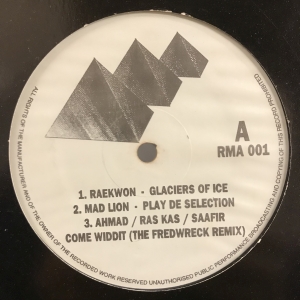 A
RMA 001
1. RAEKWON - GLACIERS OF ICE
2. MAD LION - PLAY DE SELECTION
3. AHMAD / RAS KAS / SAAFIR
COME WIDDIT (THE FREDWRECK REMIX)
ALL RIGHTS OF THE MANUFACTURER AND OF THE OWNER OF THE RECORDED WORK RESERVED UNAUTHORISED PUBLIC PERFORMANCE BROADCASTING AND COPYING OF THIS RECORD PROHIBITED